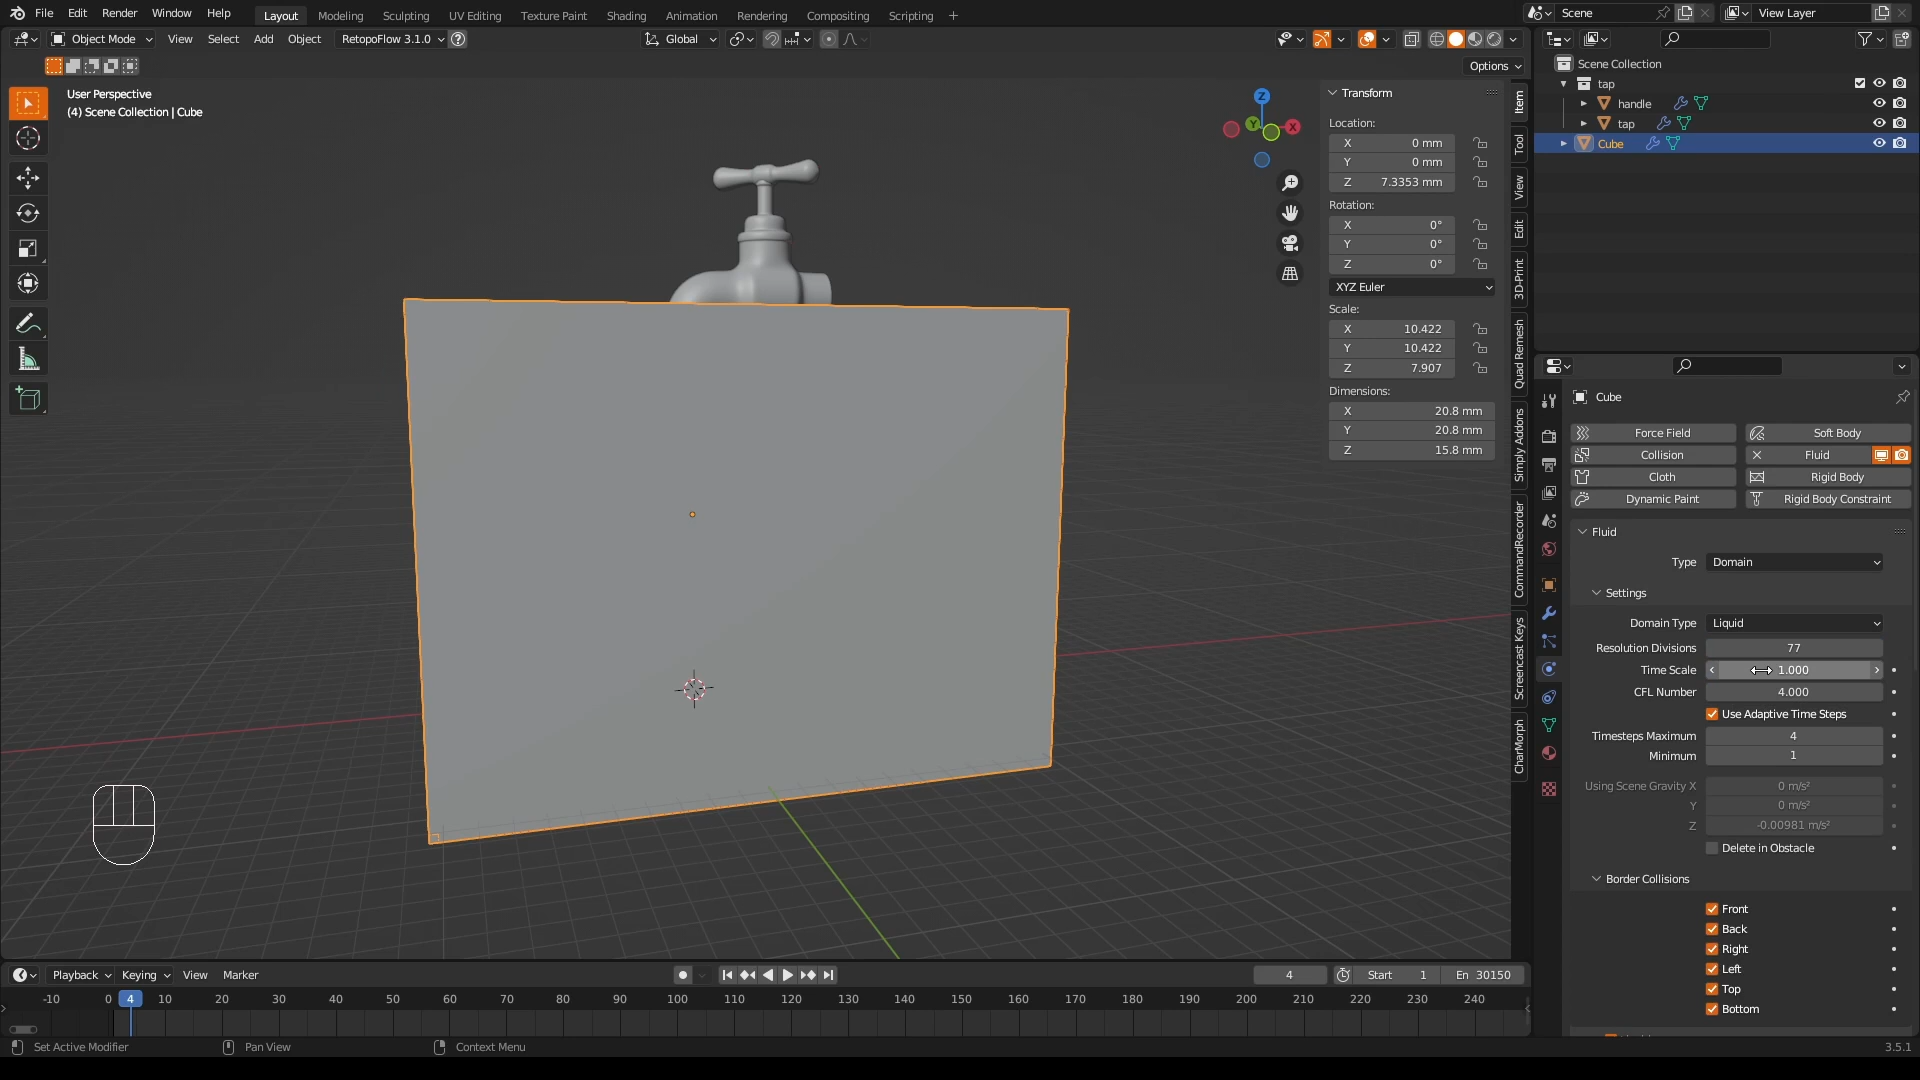 File Edit Render Window Help Layout Modeling Sculpting UV Editing Texture Paint Shading Animation Rendering Compositing Scripting + Scene View Layer
Object Mode View Select Add Object RetopoFlow 3.1.0 ? Global
Options
User Perspective
(4) Scene Collection | Cube
Z
Y
X
Transform
Location:
X 0 mm
Y 0 mm
Z 7.3353 mm
Rotation:
X 0°
Y 0°
Z 0°
XYZ Euler
Scale:
X 10.422
Y 10.422
Z 7.907
Dimensions:
X 20.8 mm
Y 20.8 mm
Z 15.8 mm
Item
Tool
View
Edit
3D-Print
Quad Remesh
Simply Addons
CommandRecorder
Screencast Keys
CharMorph
Scene Collection
tap
handle
tap
Cube
Cube
Force Field Soft Body
Collision Fluid
Cloth Rigid Body
Dynamic Paint Rigid Body Constraint
Fluid
Type Domain
Settings
Domain Type Liquid
Resolution Divisions 77
Time Scale 1.000
CFL Number 4.000
Use Adaptive Time Steps
Timesteps Maximum 4
Minimum 1
Using Scene Gravity X 0 m/s²
Y 0 m/s²
Z -0.00981 m/s²
Delete in Obstacle
Border Collisions
Front
Back
Right
Left
Top
Bottom
Playback Keying View Marker 4 Start 1 En 30150
-10 0 4 10 20 30 40 50 60 70 80 90 100 110 120 130 140 150 160 170 180 190 200 210 220 230 240
Set Active Modifier Pan View Context Menu 3.5.1